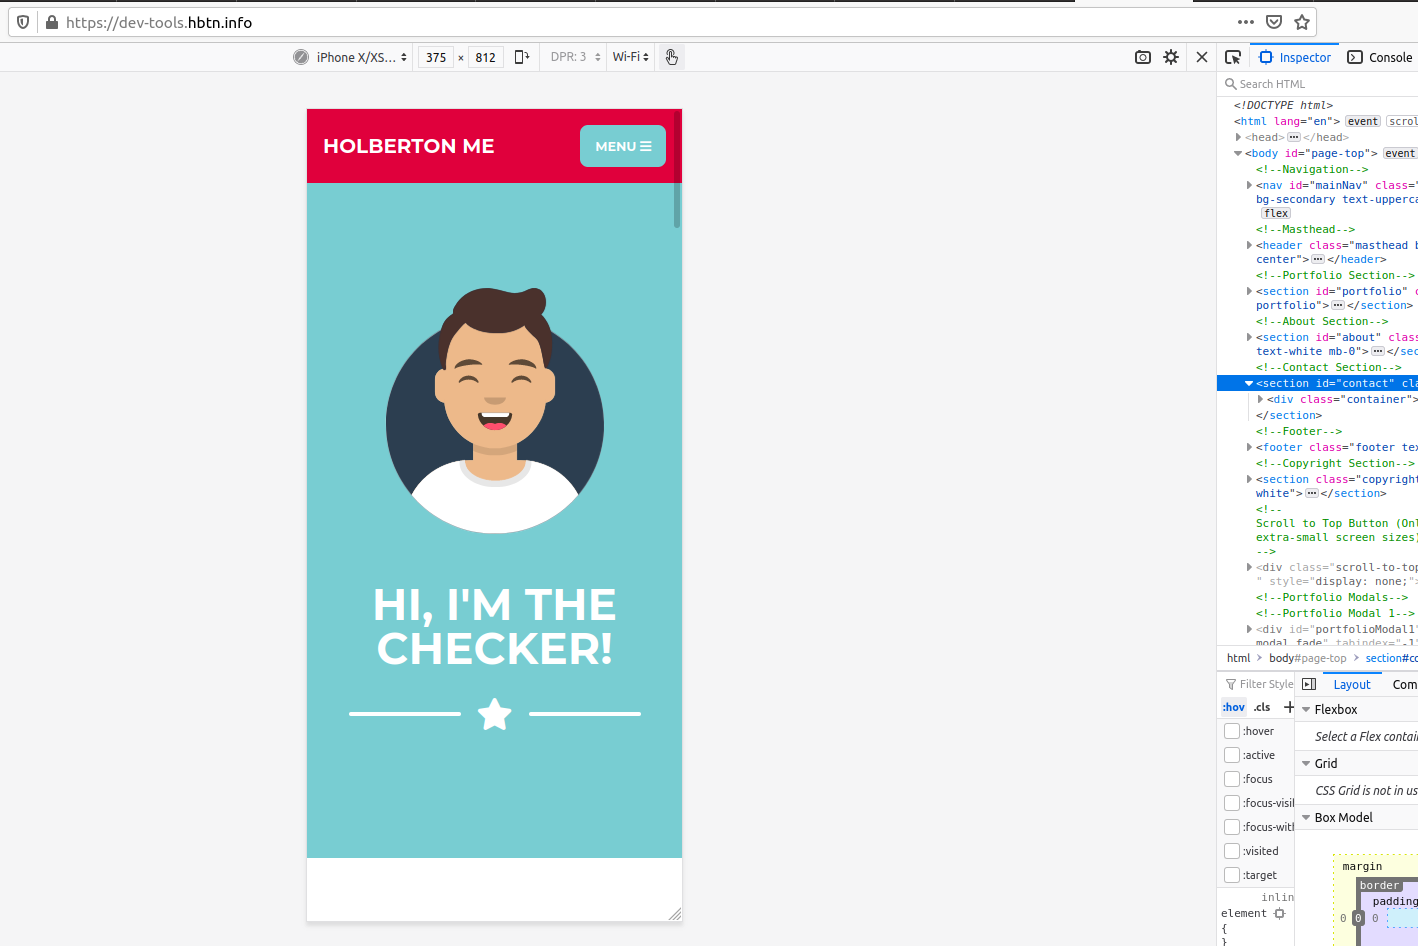 https://dev-tools.hbtn.info
iPhone X/XS... 375 × 812 DPR: 3 Wi-Fi
Inspector Console
Search HTML
HOLBERTON ME
MENU
HI, I'M THE
CHECKER!
<!DOCTYPE html>
<html lang="en"> event scrol
<head> ... </head>
<body id="page-top"> event
<!--Navigation-->
<nav id="mainNav" class="
bg-secondary text-upperca
flex
<!--Masthead-->
<header class="masthead b
center"> ... </header>
<!--Portfolio Section-->
<section id="portfolio" c
portfolio"> ... </section>
<!--About Section-->
<section id="about" clas
text-white mb-0"> ... </sec
<!--Contact Section-->
<section id="contact" cla
<div class="container">
</section>
<!--Footer-->
<footer class="footer tex
<!--Copyright Section-->
<section class="copyright
white"> ... </section>
<!--
Scroll to Top Button (Onl
extra-small screen sizes)
-->
<div class="scroll-to-top
" style="display: none;">
<!--Portfolio Modals-->
<!--Portfolio Modal 1-->
<div id="portfolioModal1"
modal fade" tabindex="-1"
html > body#page-top > section#co
Filter Style
:hov .cls +
:hover
:active
:focus
:focus-visil
:focus-with
:visited
:target
inlin
element
{
}
Layout Com
Flexbox
Select a Flex contain
Grid
CSS Grid is not in us
Box Model
margin
border
padding
0 0 0